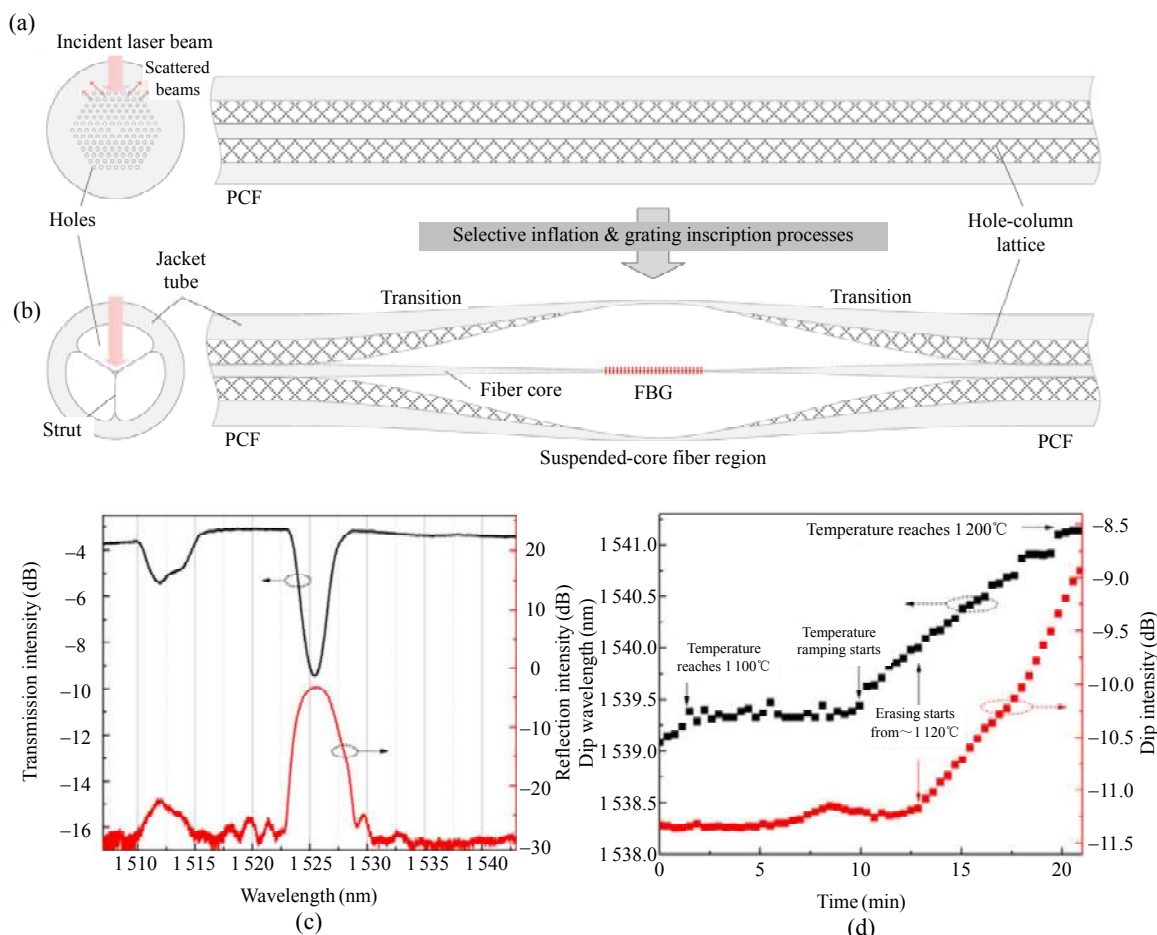 (a)
Incident laser beam
Scattered
beams
PCF
Holes
Selective inflation & grating inscription processes
Hole-column
lattice
Jacket
tube
(b)
Transition
Transition
Fiber core
FBG
Strut
PCF
PCF
Suspended-core fiber region
Transmission intensity (dB)
−4
−6
−8
−10
−12
−14
−16
20
10
0
−10
−20
−30
Reflection intensity (dB)
1 510
1 515
1 520
1 525
1 530
1 535
1 540
Wavelength (nm)
(c)
Dip wavelength (nm)
1 541.0
1 540.5
1 540.0
1 539.5
1 539.0
1 538.5
1 538.0
Temperature reaches 1 200℃
Temperature
reaches 1 100℃
Temperature
ramping starts
Erasing starts
from～1 120℃
−8.5
−9.0
−9.5
−10.0
−10.5
−11.0
−11.5
Dip intensity (dB)
0
5
10
15
20
Time (min)
(d)